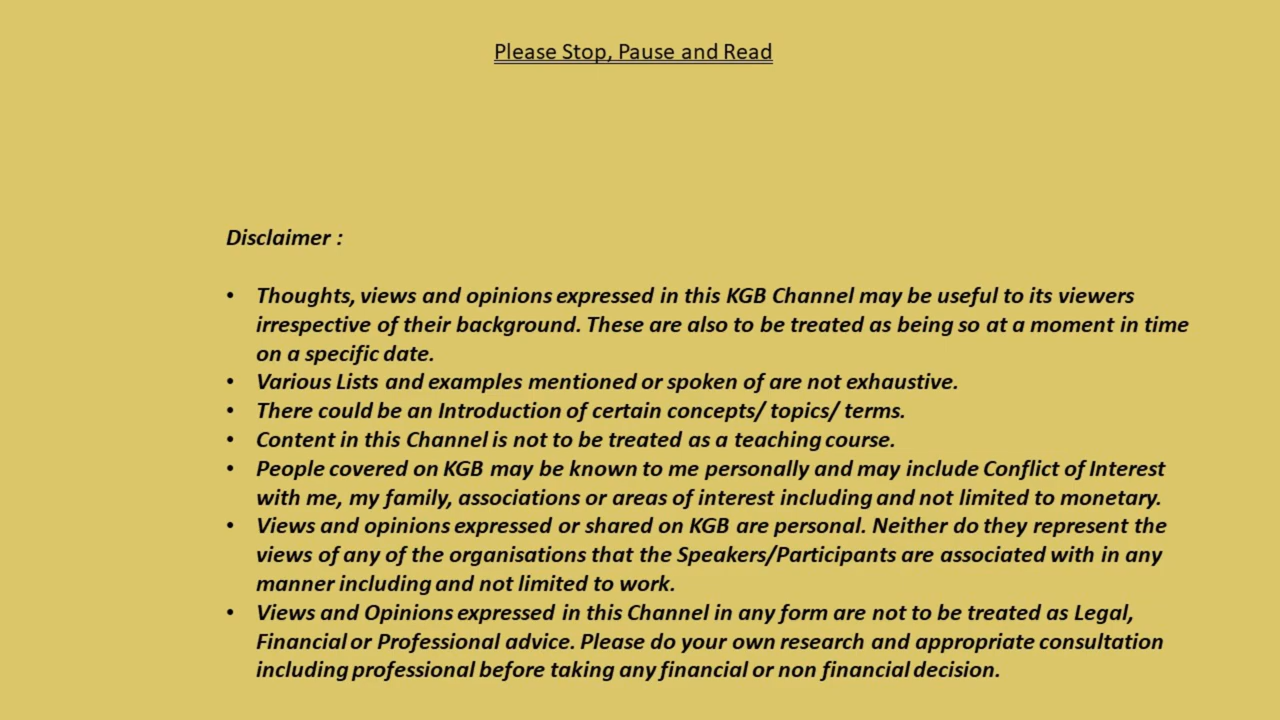 Please Stop, Pause and Read
Disclaimer :
• Thoughts, views and opinions expressed in this KGB Channel may be useful to its viewers
irrespective of their background. These are also to be treated as being so at a moment in time
on a specific date.
• Various Lists and examples mentioned or spoken of are not exhaustive.
• There could be an Introduction of certain concepts/ topics/ terms.
• Content in this Channel is not to be treated as a teaching course.
• People covered on KGB may be known to me personally and may include Conflict of Interest
with me, my family, associations or areas of interest including and not limited to monetary.
• Views and opinions expressed or shared on KGB are personal. Neither do they represent the
views of any of the organisations that the Speakers/Participants are associated with in any
manner including and not limited to work.
• Views and Opinions expressed in this Channel in any form are not to be treated as Legal,
Financial or Professional advice. Please do your own research and appropriate consultation
including professional before taking any financial or non financial decision.